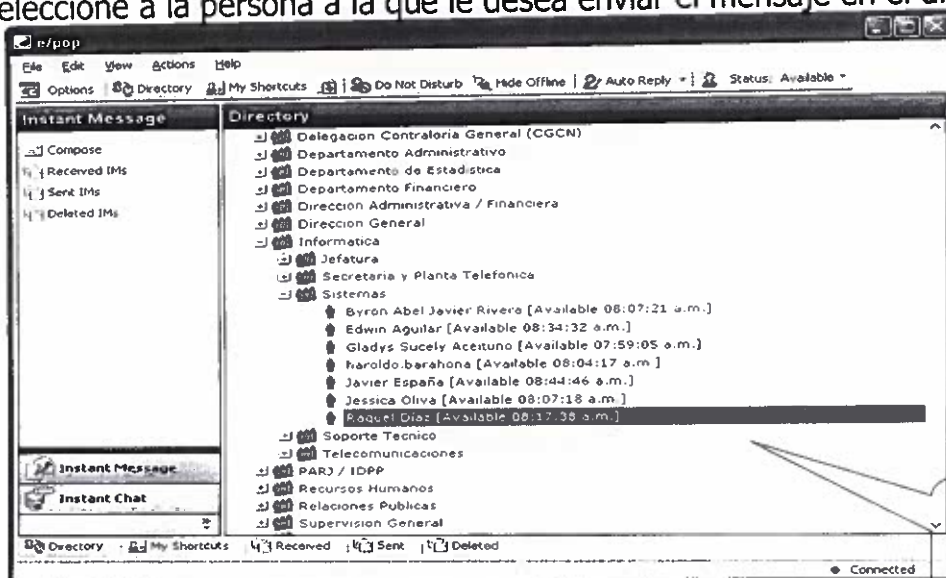 eleccione a la persona a la que le desea enviar el mensaje en el
e/pop
File Edit View Actions Help
Options Directory My Shortcuts Do Not Disturb Hide Offline Auto Reply Status: Available
Instant Message
Directory
Compose
Received IMs
Sent IMs
Deleted IMs
Delegacion Contraloria General (CGCN)
Departamento Administrativo
Departamento de Estadistica
Departamento Financiero
Direccion Administrativa / Financiera
Direccion General
Informatica
Jefatura
Secretaria y Planta Telefonica
Sistemas
Byron Abel Javier Rivera [Available 08:07:21 a.m.]
Edwin Aguilar [Available 08:34:32 a.m.]
Gladys Sucely Aceituno [Available 07:59:05 a.m.]
haroldo.barahona [Available 08:04:17 a.m.]
Javier España [Available 08:44:46 a.m.]
Jessica Oliva [Available 08:07:18 a.m.]
Raquel Diaz [Available 08:17:38 a.m.]
Soporte Tecnico
Telecomunicaciones
PARJ / IDPP
Recursos Humanos
Relaciones Publicas
Supervision General
Instant Message
Instant Chat
Directory My Shortcuts Received Sent Deleted
Connected